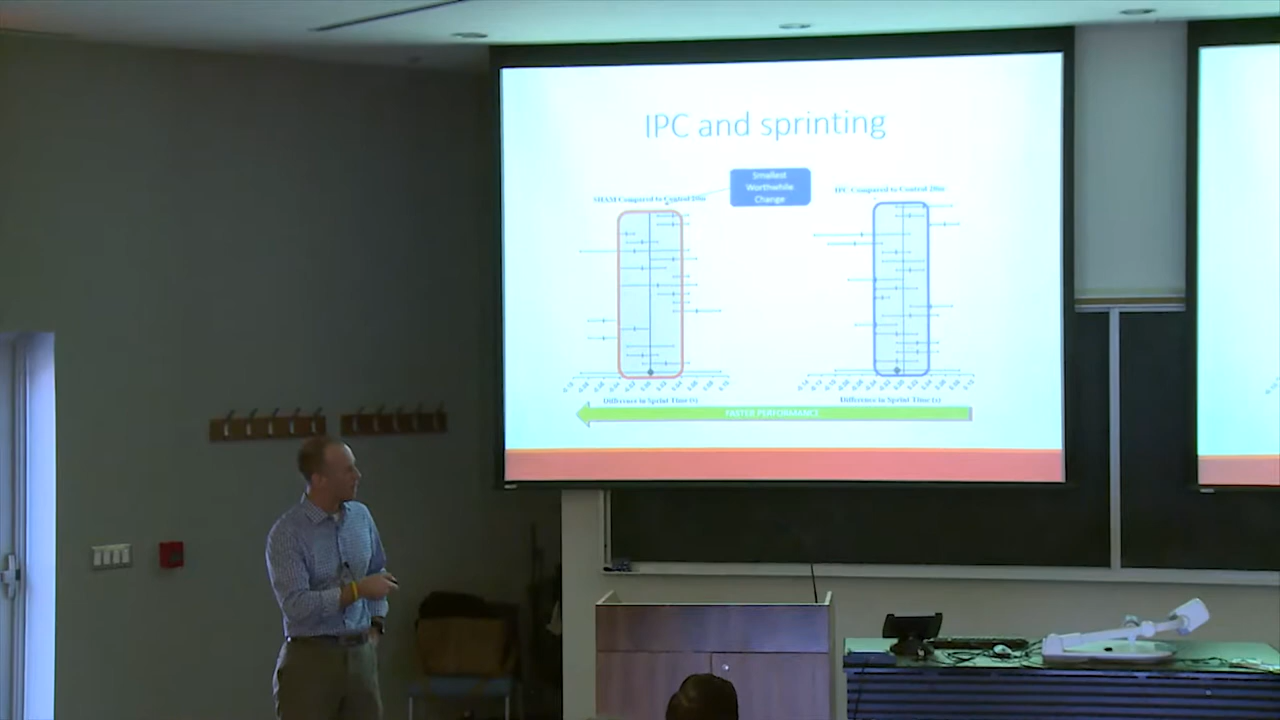 IPC and sprinting
Smallest
Worthwhile
Change
SHAM Compared to Control 20m
IPC Compared to Control 20m
Difference in Sprint Time (s)
Difference in Sprint Time (s)
FASTER PERFORMANCE